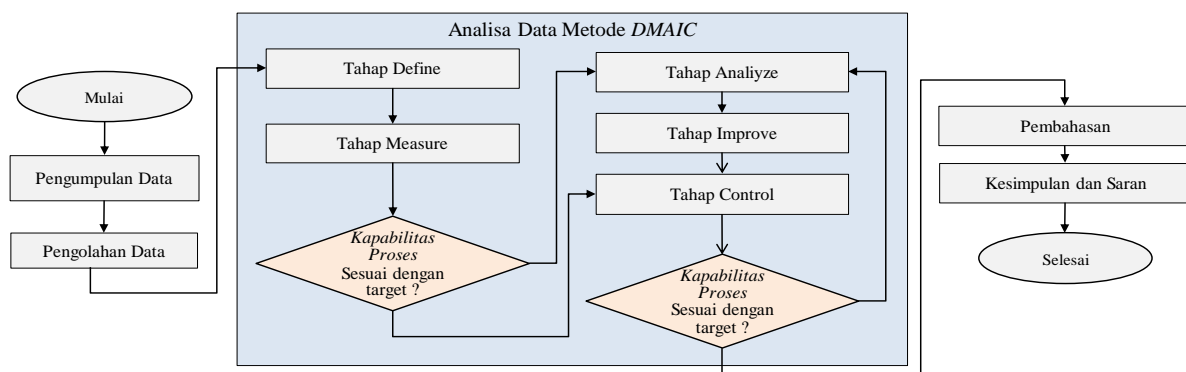 Analisa Data Metode DMAIC
Mulai
Pengumpulan Data
Pengolahan Data
Tahap Define
Tahap Measure
Kapabilitas
Proses
Sesuai dengan
target ?
Tahap Analiyze
Tahap Improve
Tahap Control
Kapabilitas
Proses
Sesuai dengan
target ?
Pembahasan
Kesimpulan dan Saran
Selesai